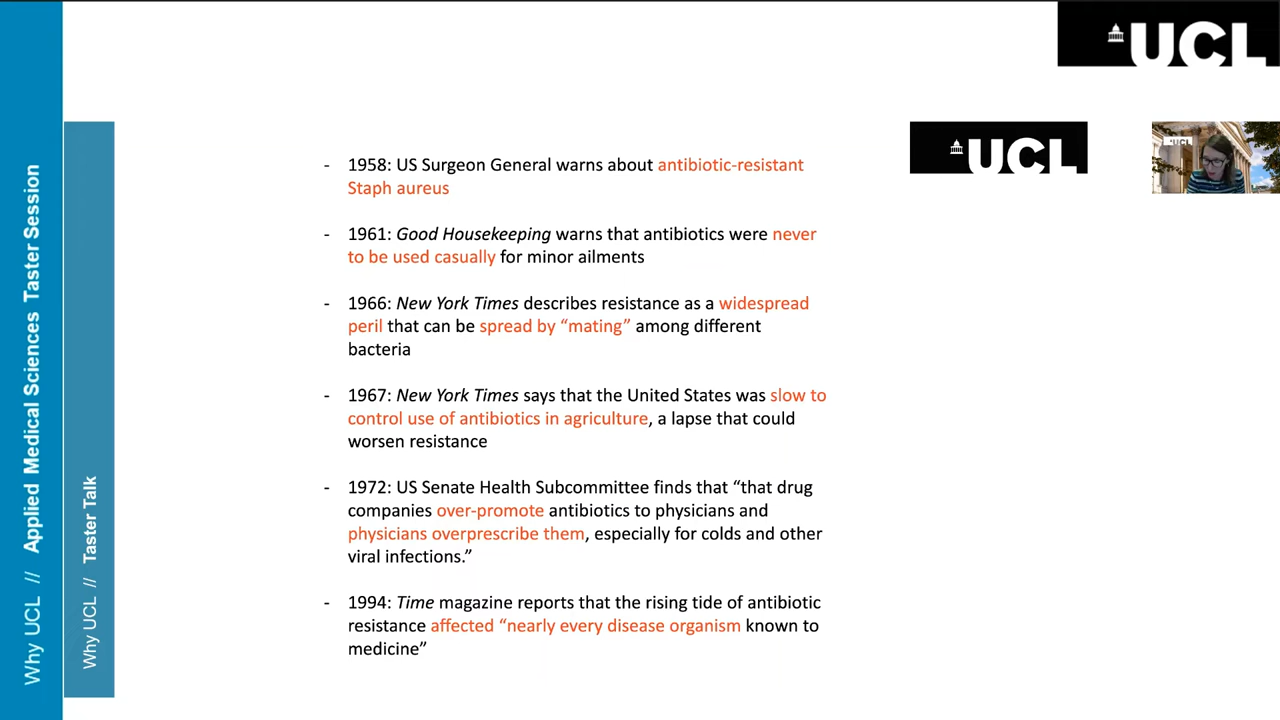 UCL
UCL
UCL
- 1958: US Surgeon General warns about antibiotic-resistant
Staph aureus
- 1961: Good Housekeeping warns that antibiotics were never
to be used casually for minor ailments
- 1966: New York Times describes resistance as a widespread
peril that can be spread by “mating” among different
bacteria
- 1967: New York Times says that the United States was slow to
control use of antibiotics in agriculture, a lapse that could
worsen resistance
- 1972: US Senate Health Subcommittee finds that “that drug
companies over-promote antibiotics to physicians and
physicians overprescribe them, especially for colds and other
viral infections.”
- 1994: Time magazine reports that the rising tide of antibiotic
resistance affected “nearly every disease organism known to
medicine”
Why UCL // Applied Medical Sciences Taster Session
Why UCL // Taster Talk